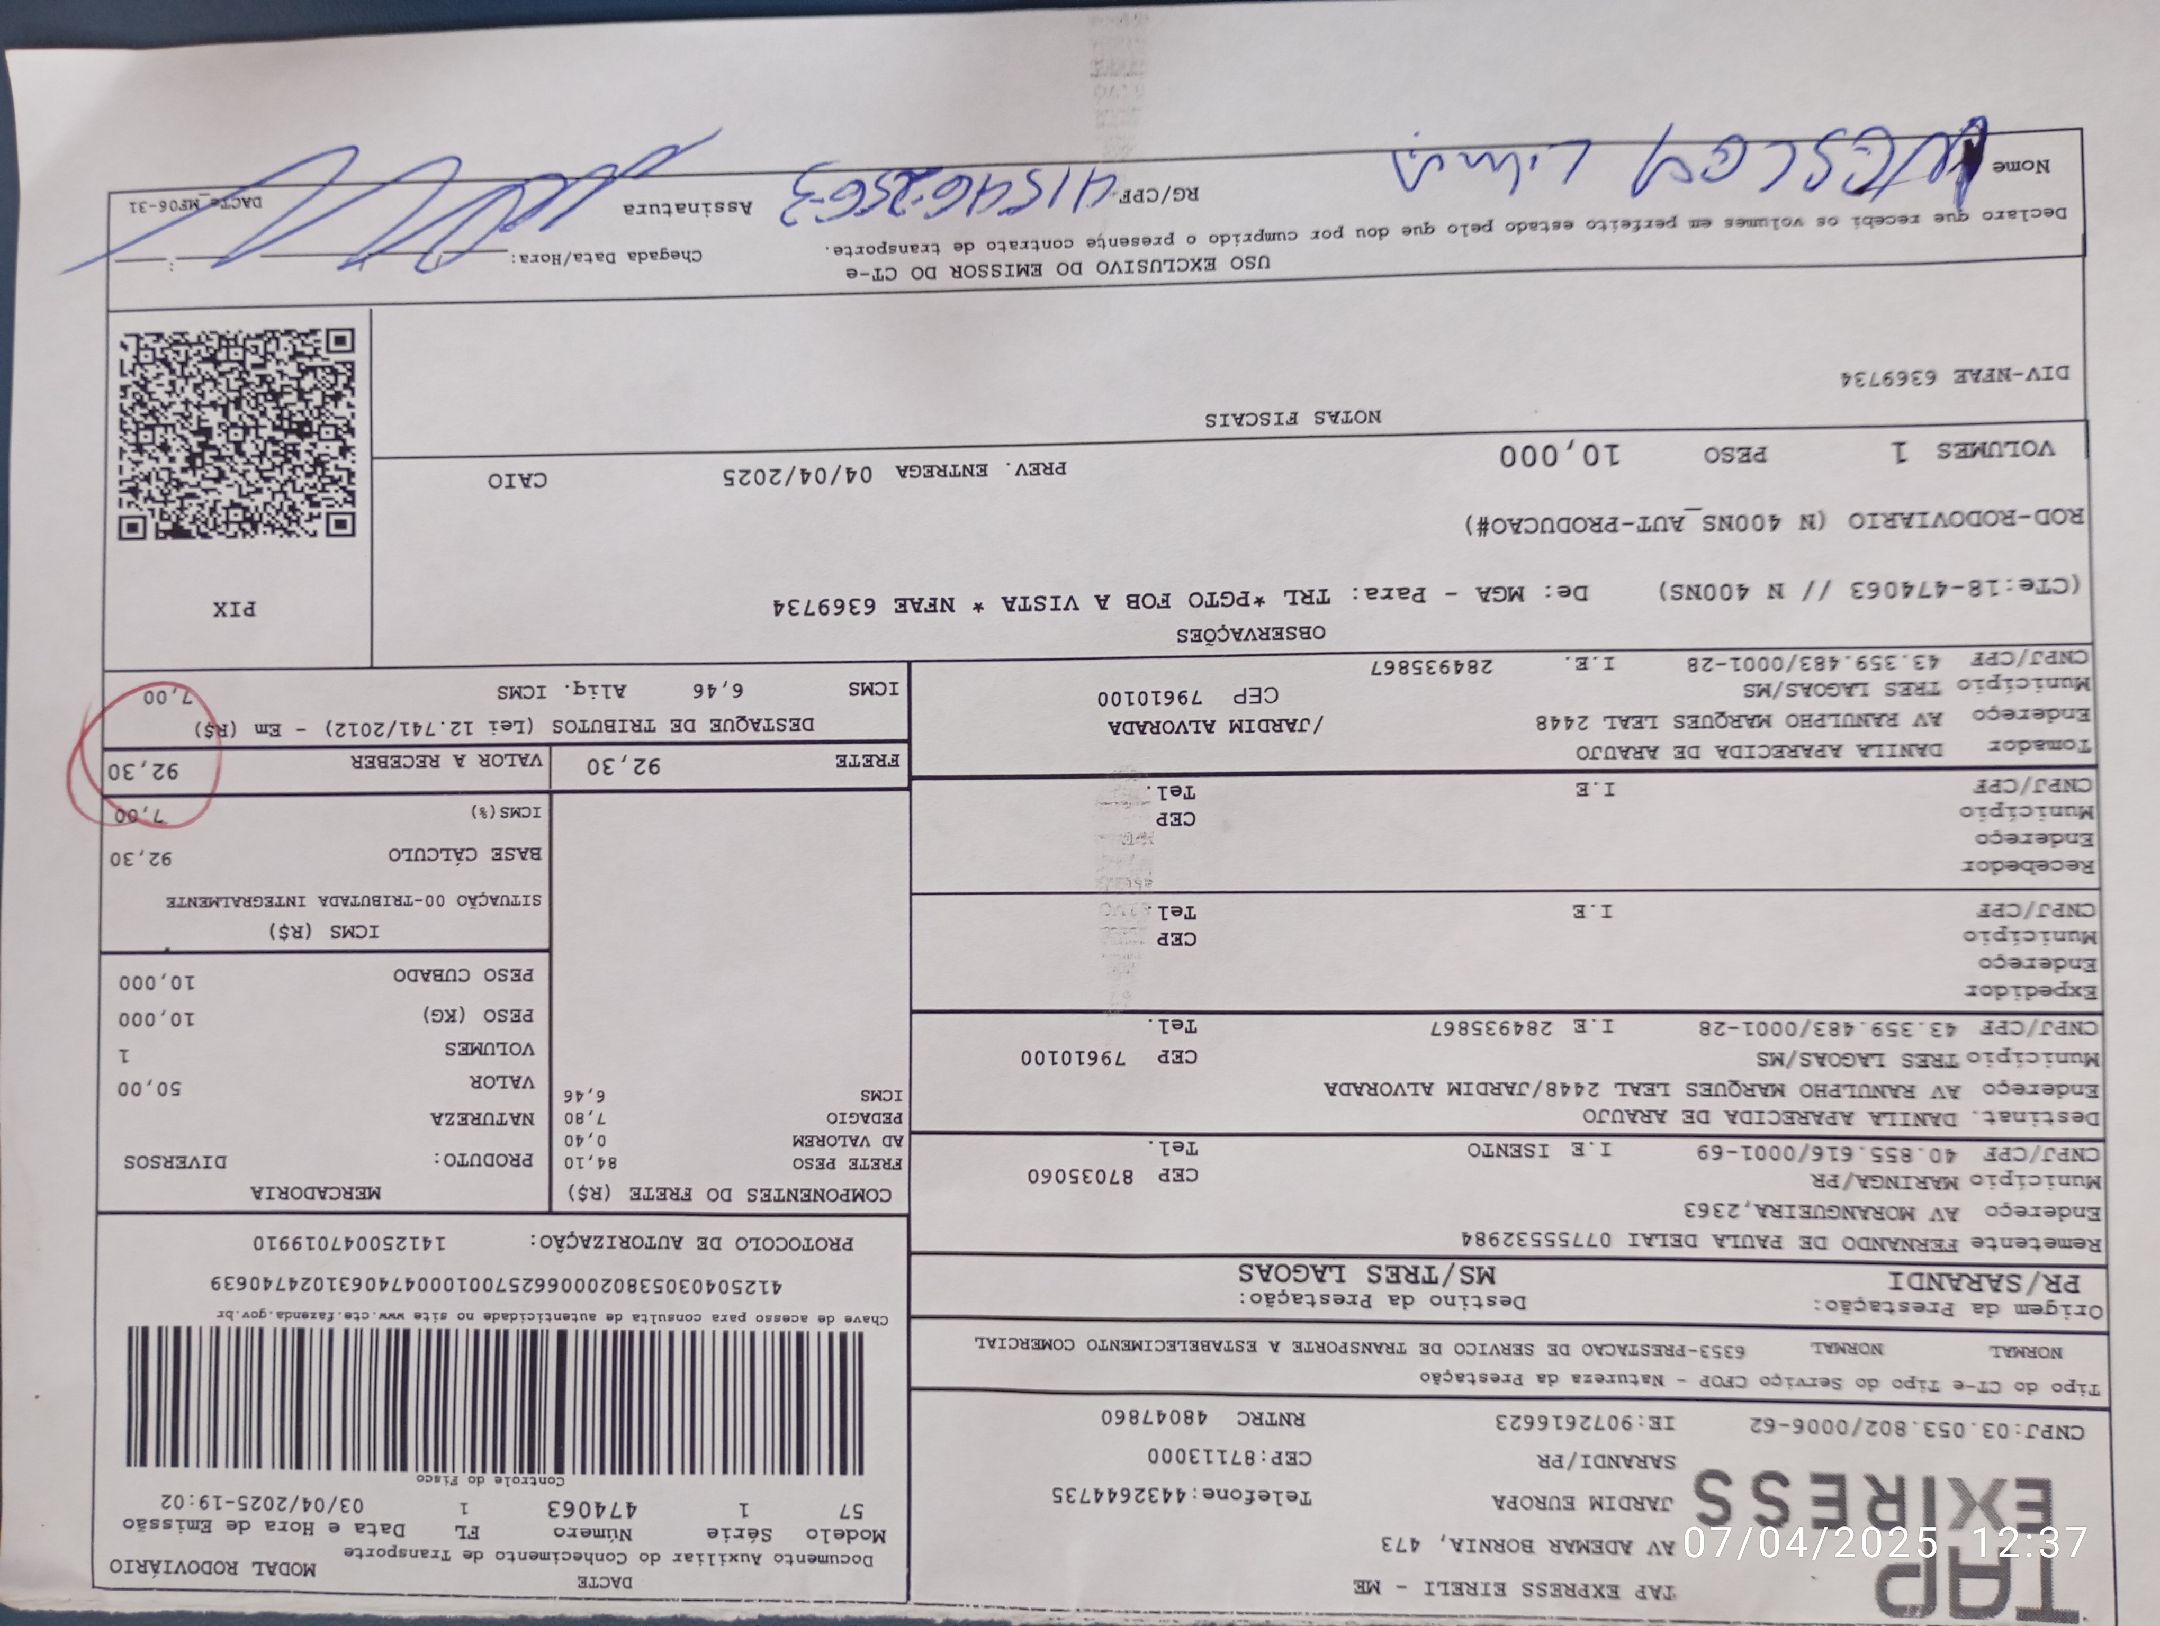 TAP
EXIRESS
TAP EXPRESS EIRELI - ME
AV ADEMAR BORNIA, 473
JARDIM EUROPA
Telefone:4432644735
SARANDI/PR
CEP:87113000
CNPJ:03.053.802/0006-62
IE:9072616623
RNTRC 48047860
DACTE
MODAL RODOVIÁRIO
Documento Auxiliar do Conhecimento de Transporte
Modelo Série Número FL Data e Hora de Emissão
57 1 474063 1 03/04/2025-19:02
Controle do Fisco
Chave de acesso para consulta de autenticidade no site www.cte.fazenda.gov.br
41250403053802000662570010004740631024740639
PROTOCOLO DE AUTORIZAÇÃO: 141250047019910
Tipo do CT-e Tipo do Serviço CFOP - Natureza da Prestação
NORMAL NORMAL 6353-PRESTACAO DE SERVICO DE TRANSPORTE A ESTABELECIMENTO COMERCIAL
Origem da Prestação: Destino da Prestação:
PR/SARANDI MS/TRES LAGOAS
Remetente FERNANDO DE PAULA DELAI 07755532984
Endereço AV MORANGUEIRA,2363
Município MARINGA/PR CEP 87035060
CNPJ/CPF 40.855.616/0001-69 I.E ISENTO Tel.
Destinat. DANILA APARECIDA DE ARAUJO
Endereço AV RANULPHO MARQUES LEAL 2448/JARDIM ALVORADA
Município TRES LAGOAS/MS CEP 79610100
CNPJ/CPF 43.359.483/0001-28 I.E 284935867 Tel.
Expedidor
Endereço
Município CEP
CNPJ/CPF I.E Tel.
Recebedor
Endereço
Município CEP
CNPJ/CPF I.E Tel.
Tomador DANILA APARECIDA DE ARAUJO
Endereço AV RANULPHO MARQUES LEAL 2448 /JARDIM ALVORADA
Município TRES LAGOAS/MS CEP 79610100
CNPJ/CPF 43.359.483/0001-28 I.E. 284935867
COMPONENTES DO FRETE (R$)
FRETE PESO 84,10
AD VALOREM 0,40
PEDAGIO 7,80
ICMS 6,46
MERCADORIA
PRODUTO: DIVERSOS
NATUREZA
VALOR 50,00
VOLUMES 1
PESO (KG) 10,000
PESO CUBADO 10,000
ICMS (R$)
SITUAÇÃO 00-TRIBUTADA INTEGRALMENTE
BASE CÁLCULO 92,30
ICMS(%) 7,00
FRETE 92,30 VALOR A RECEBER 92,30
DESTAQUE DE TRIBUTOS (Lei 12.741/2012) - Em (R$)
ICMS 6,46 Aliq. ICMS 7,00
OBSERVAÇÕES
(CTe:18-474063 // N 400NS) De: MGA - Para: TRL *PGTO FOB A VISTA * NFAE 6369734
ROD-RODOVIARIO (N 400NS_AUT-PRODUCAO#)
VOLUMES 1 PESO 10,000 PREV. ENTREGA 04/04/2025 CAIO
PIX
NOTAS FISCAIS
DIV-NFAE 6369734
USO EXCLUSIVO DO EMISSOR DO CT-e
Declaro que recebi os volumes em perfeito estado pelo que dou por cumprido o presente contrato de transporte.
Chegada Data/Hora: :
Nome WESLEY Lima RG/CPF Assinatura
DACTe_MF06-31
07/04/2025 12:37